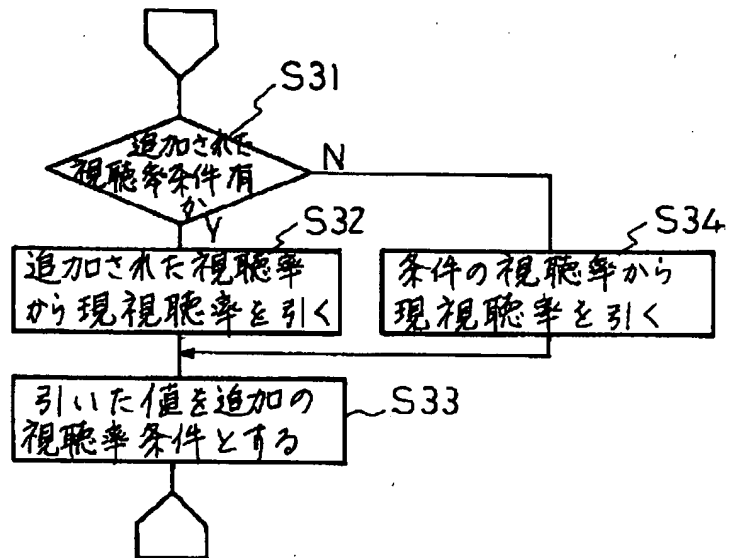 S31
追加された
視聴率条件有
か
N
Y
S32
追加された視聴率
から現視聴率を引く
S34
条件の視聴率から
現視聴率を引く
引いた値を追加の
視聴率条件とする
S33